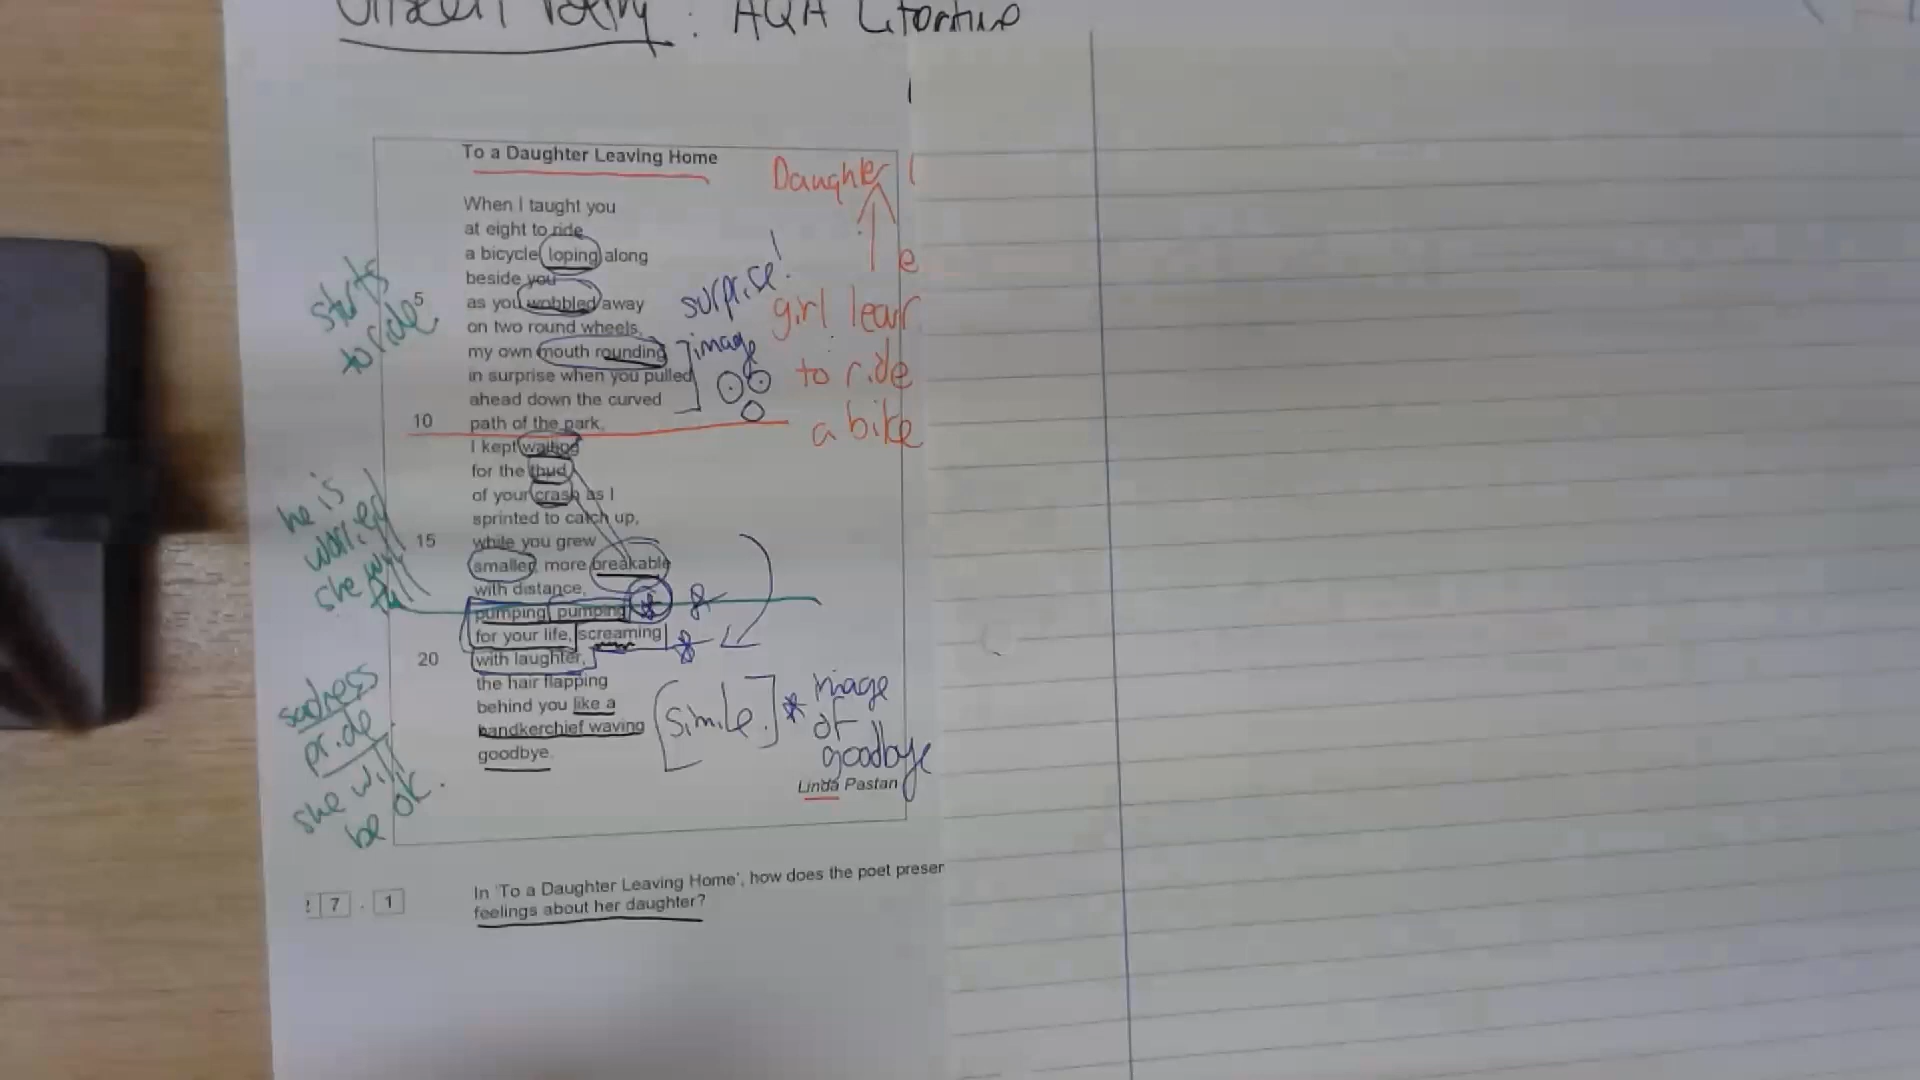 Unseen Poetry : AQA Literature
To a Daughter Leaving Home
When I taught you
at eight to ride
a bicycle loping along
beside you
5 as you wobbled away
on two round wheels,
my own mouth rounding
in surprise when you pulled
ahead down the curved
10 path of the park,
I kept waiting
for the thud
of your crash as I
sprinted to catch up,
15 while you grew
smaller, more breakable
with distance,
pumping, pumping
for your life, screaming
20 with laughter,
the hair flapping
behind you like a
handkerchief waving
goodbye.
Linda Pastan
Daughter l
e
girl lear
to ride
a bike
surprise!
image
starts
to ride
he is
worried
she will
fall
sadness
pride
she will
be ok.
[simile.] * image
of
goodbye
7 . 1
In 'To a Daughter Leaving Home', how does the poet presen
feelings about her daughter?